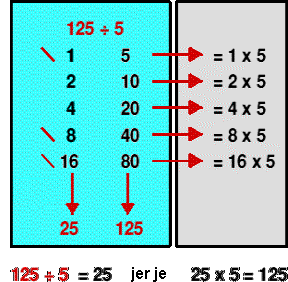 125 ÷ 5
\ 1 5 = 1 x 5
2 10 = 2 x 5
4 20 = 4 x 5
\ 8 40 = 8 x 5
\ 16 80 = 16 x 5
25 125
125 ÷ 5 = 25 jer je 25 x 5 = 125